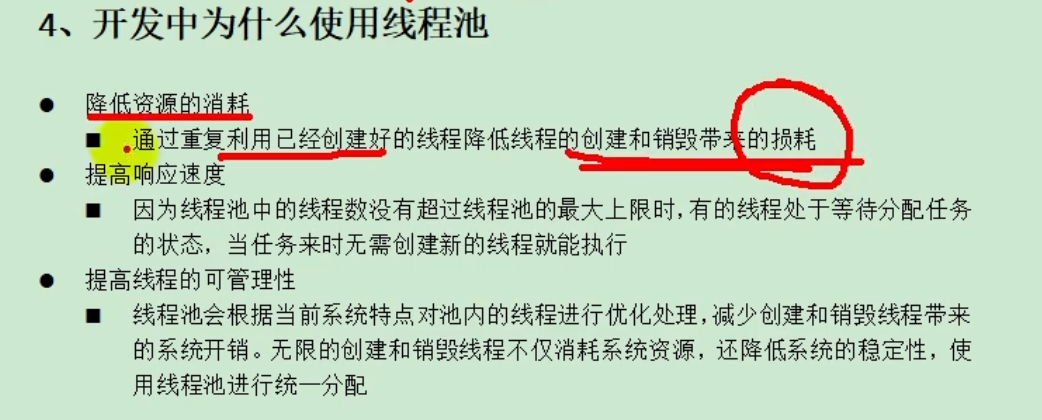 4、开发中为什么使用线程池
● 降低资源的消耗
■ 通过重复利用已经创建好的线程降低线程的创建和销毁带来的损耗
● 提高响应速度
■ 因为线程池中的线程数没有超过线程池的最大上限时,有的线程处于等待分配任务
的状态，当任务来时无需创建新的线程就能执行
● 提高线程的可管理性
■ 线程池会根据当前系统特点对池内的线程进行优化处理,减少创建和销毁线程带来
的系统开销。无限的创建和销毁线程不仅消耗系统资源，还降低系统的稳定性，使
用线程池进行统一分配